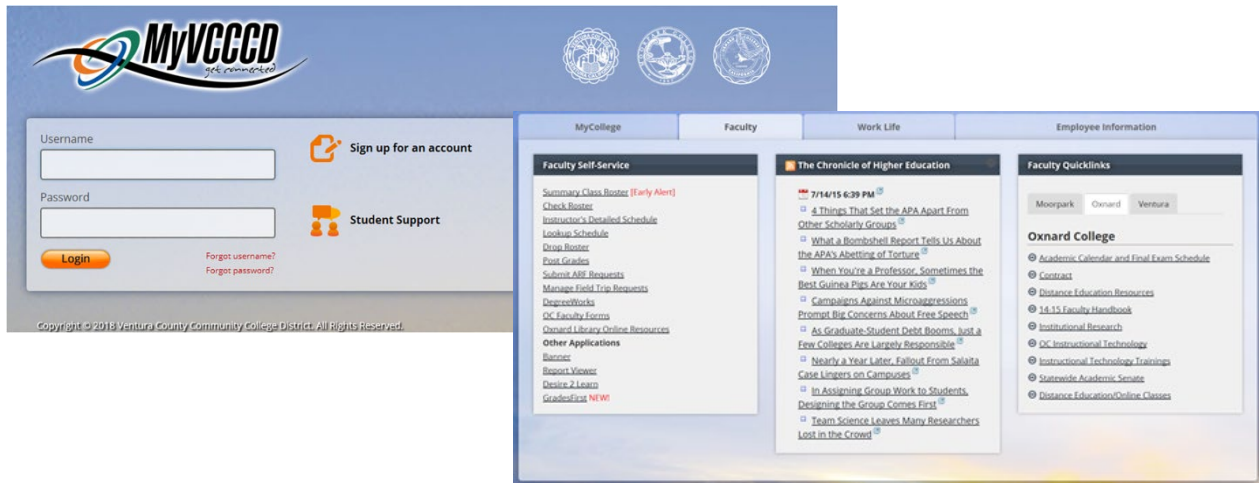 MyVCCCD
get connected
Username
Sign up for an account
Password
Student Support
Login
Forgot username?
Forgot password?
Copyright © 2018 Ventura County Community College District. All Rights Reserved.
MyCollege
Faculty
Work Life
Employee Information
Faculty Self-Service
Summary Class Roster [Early Alert]
Check Roster
Instructor's Detailed Schedule
Lookup Schedule
Drop Roster
Post Grades
Submit ARF Requests
Manage Field Trip Requests
DegreeWorks
OC Faculty Forms
Oxnard Library Online Resources
Other Applications
Banner
Report Viewer
Desire 2 Learn
GradesFirst NEW!
The Chronicle of Higher Education
7/14/15 6:39 PM
4 Things That Set the APA Apart From
Other Scholarly Groups
What a Bombshell Report Tells Us About
the APA's Abetting of Torture
When You're a Professor, Sometimes the
Best Guinea Pigs Are Your Kids
Campaigns Against Microaggressions
Prompt Big Concerns About Free Speech
As Graduate-Student Debt Booms, Just a
Few Colleges Are Largely Responsible
Nearly a Year Later, Fallout From Salaita
Case Lingers on Campuses
In Assigning Group Work to Students,
Designing the Group Comes First
Team Science Leaves Many Researchers
Lost in the Crowd
Faculty Quicklinks
Moorpark
Oxnard
Ventura
Oxnard College
Academic Calendar and Final Exam Schedule
Contract
Distance Education Resources
14-15 Faculty Handbook
Institutional Research
OC Instructional Technology
Instructional Technology Trainings
Statewide Academic Senate
Distance Education/Online Classes